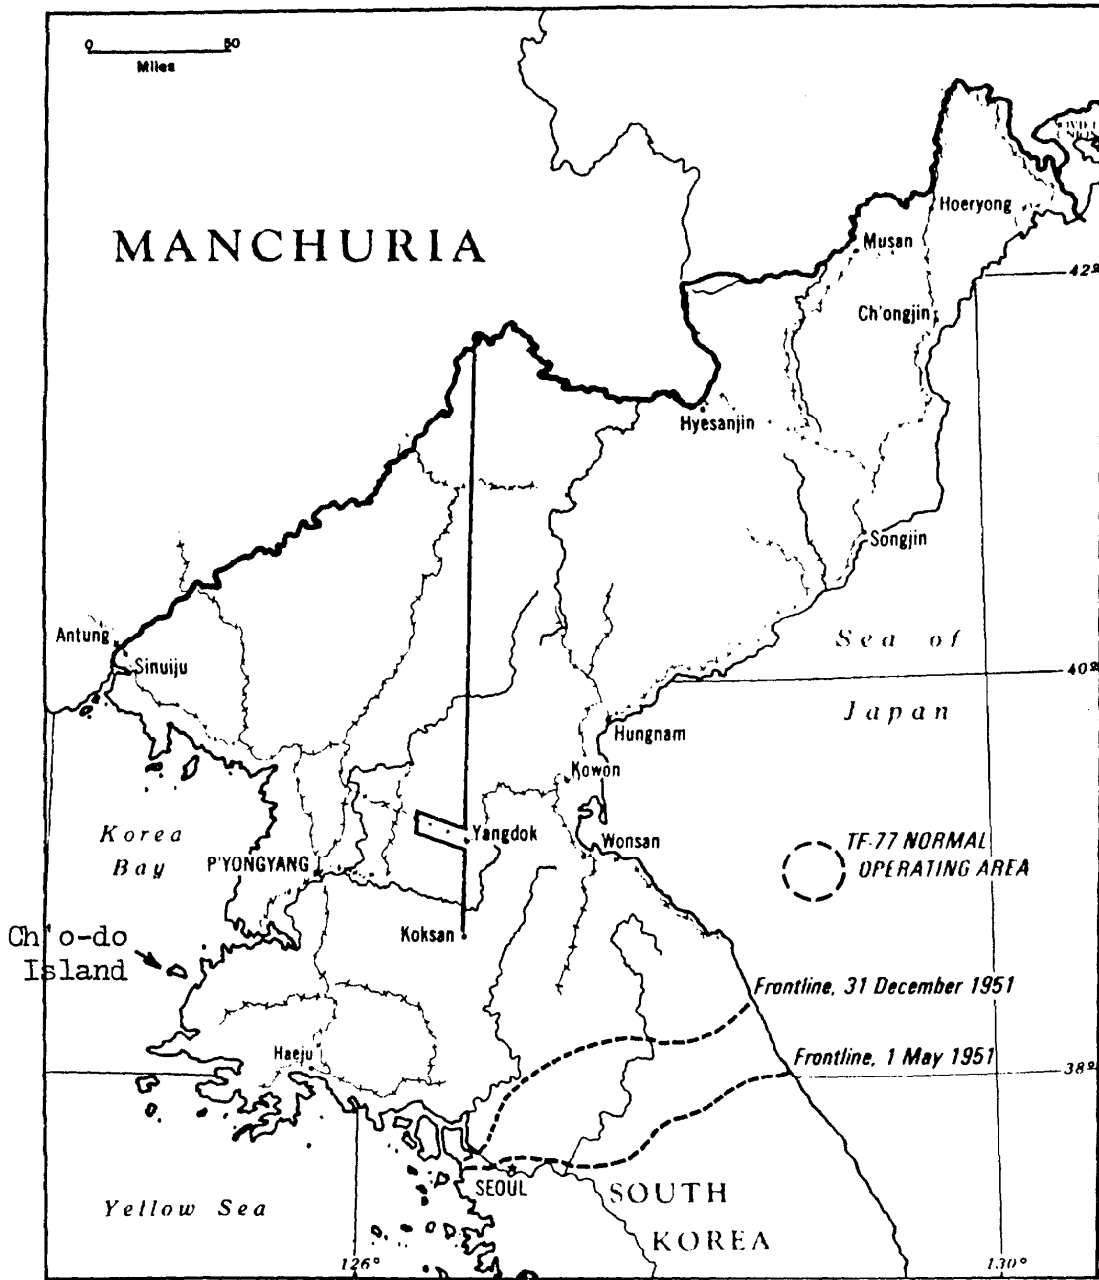 0 50
Miles
SOVIET
UNION
Hoeryong
MANCHURIA
Musan
42°
Ch'ongjin
Hyesanjin
Songjin
Antung
Sinuiju
Sea of
40°
Japan
Hungnam
Kowon
Korea
Bay
Yangdok
Wonsan
TF-77 NORMAL
OPERATING AREA
P'YONGYANG
Ch'o-do
Island
Koksan
Frontline, 31 December 1951
Haeju
Frontline, 1 May 1951
38°
SEOUL
SOUTH
KOREA
Yellow Sea
126°
130°